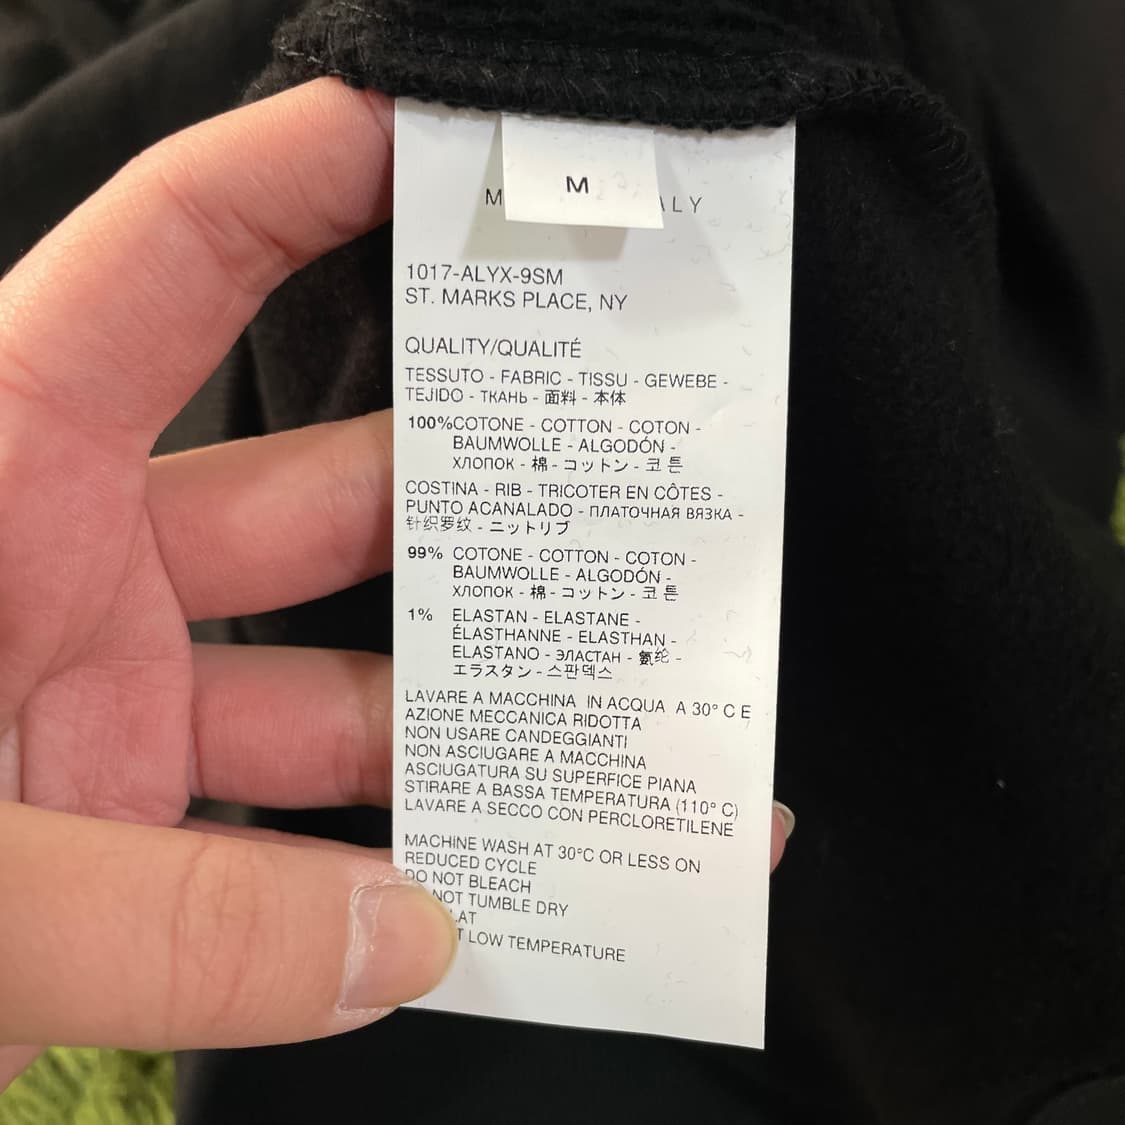 M
M ALY
1017-ALYX-9SM
ST. MARKS PLACE, NY
QUALITY/QUALITÉ
TESSUTO - FABRIC - TISSU - GEWEBE -
TEJIDO - ТКАНЬ - 面料 - 本体
100% COTONE - COTTON - COTON -
BAUMWOLLE - ALGODÓN -
ХЛОПОК - 棉 - コットン - 코 튼
COSTINA - RIB - TRICOTER EN CÔTES -
PUNTO ACANALADO - ПЛАТОЧНАЯ ВЯЗКА -
针织罗纹 - ニットリブ
99% COTONE - COTTON - COTON -
BAUMWOLLE - ALGODÓN -
ХЛОПОК - 棉 - コットン - 코 튼
1% ELASTAN - ELASTANE -
ÉLASTHANNE - ELASTHAN -
ELASTANO - ЭЛАСТАН - 氨纶 -
エラスタン - 스판덱스
LAVARE A MACCHINA IN ACQUA A 30° C E
AZIONE MECCANICA RIDOTTA
NON USARE CANDEGGIANTI
NON ASCIUGARE A MACCHINA
ASCIUGATURA SU SUPERFICE PIANA
STIRARE A BASSA TEMPERATURA (110° C)
LAVARE A SECCO CON PERCLORETILENE
MACHINE WASH AT 30°C OR LESS ON
REDUCED CYCLE
DO NOT BLEACH
NOT TUMBLE DRY
LAT
T LOW TEMPERATURE